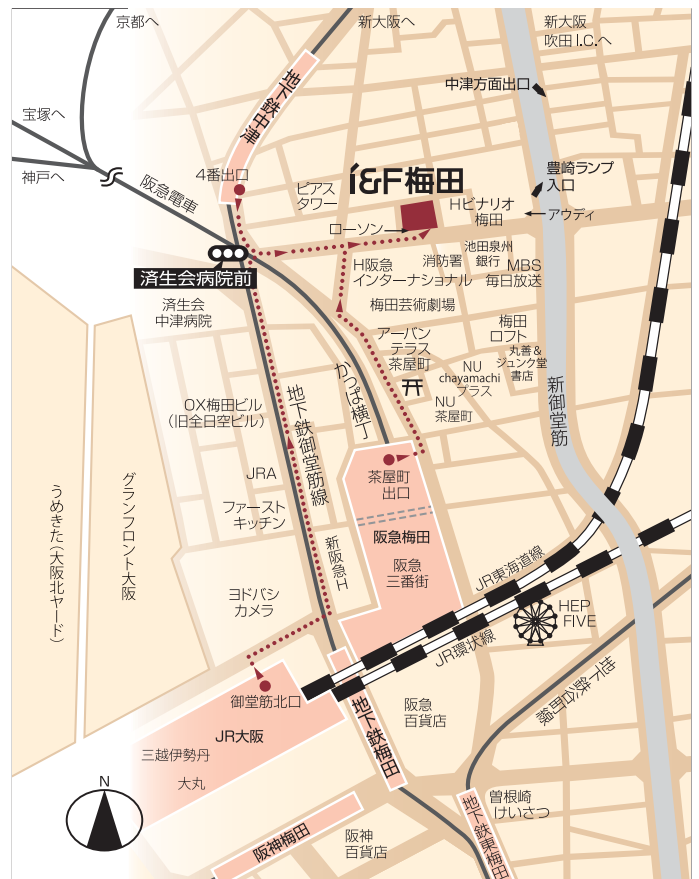 京都へ
新大阪へ
新大阪
吹田I.C.へ
宝塚へ
神戸へ
阪急電車
地下鉄中津
4番出口
中津方面出口
豊崎ランプ
入口
アウディ
i&F梅田
ピアス
タワー
ローソン
Hビナリオ
梅田
消防署
池田泉州
銀行
MBS
毎日放送
H阪急
インターナショナル
梅田芸術劇場
済生会病院前
済生会
中津病院
アーバン
テラス
茶屋町
梅田
ロフト
丸善&
ジュンク堂
書店
NU
chayamachi
プラス
NU
茶屋町
新御堂筋
かっぱ横丁
地下鉄御堂筋線
OX梅田ビル
(旧全日空ビル)
JRA
ファースト
キッチン
新阪急H
茶屋町
出口
阪急梅田
阪急
三番街
うめきた(大阪北ヤード)
グランフロント大阪
ヨドバシ
カメラ
JR東海道線
JR環状線
HEP
FIVE
地下鉄谷町線
御堂筋北口
JR大阪
三越伊勢丹
大丸
地下鉄梅田
阪急
百貨店
N
曽根崎
けいさつ
地下鉄東梅田
阪神梅田
阪神
百貨店